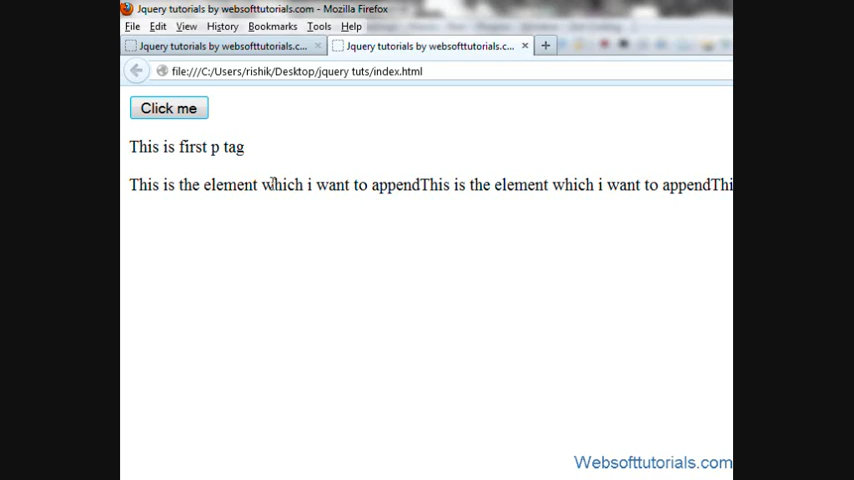 Jquery tutorials by websofttutorials.com - Mozilla Firefox
File Edit View History Bookmarks Tools Help
Jquery tutorials by websofttutorials.c... × Jquery tutorials by websofttutorials.c... × +
file:///C:/Users/rishik/Desktop/jquery tuts/index.html
Click me
This is first p tag
This is the element which i want to appendThis is the element which i want to appendThi
Websofttutorials.com